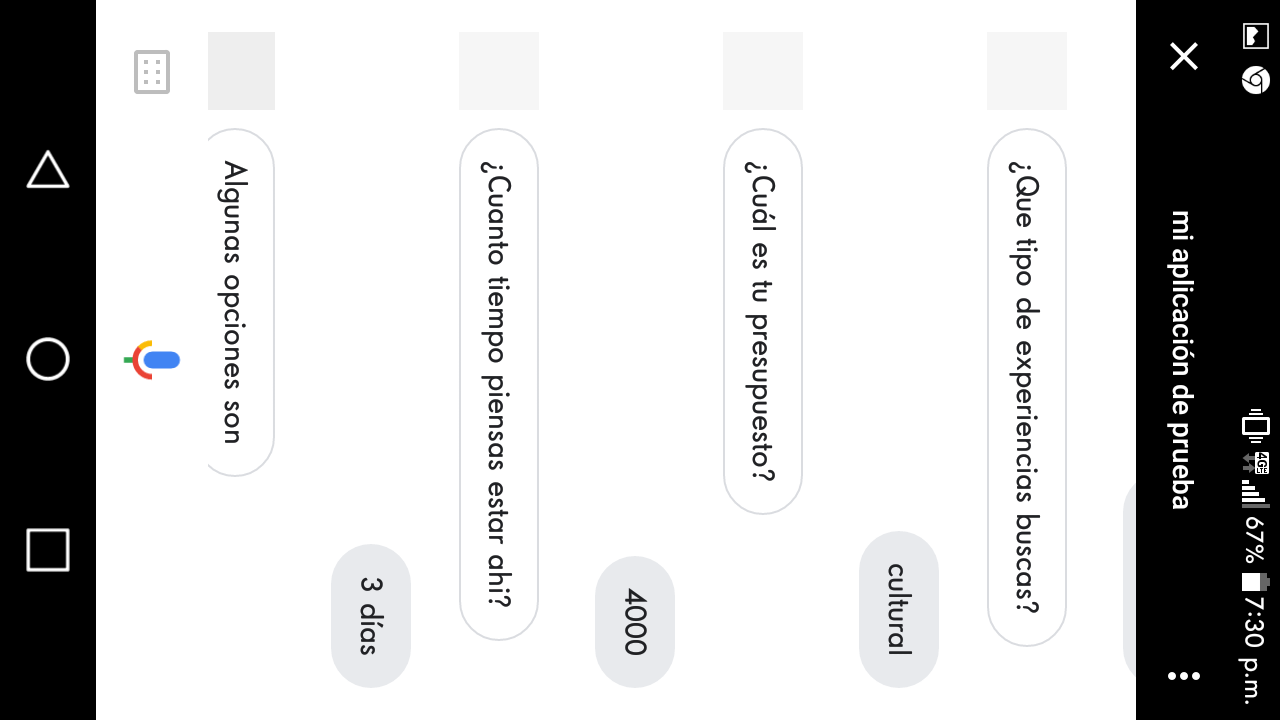 4GE 67% 7:30 p.m.
mi aplicación de prueba
¿Que tipo de experiencias buscas?
cultural
¿Cuál es tu presupuesto?
4000
¿Cuanto tiempo piensas estar ahi?
3 días
Algunas opciones son